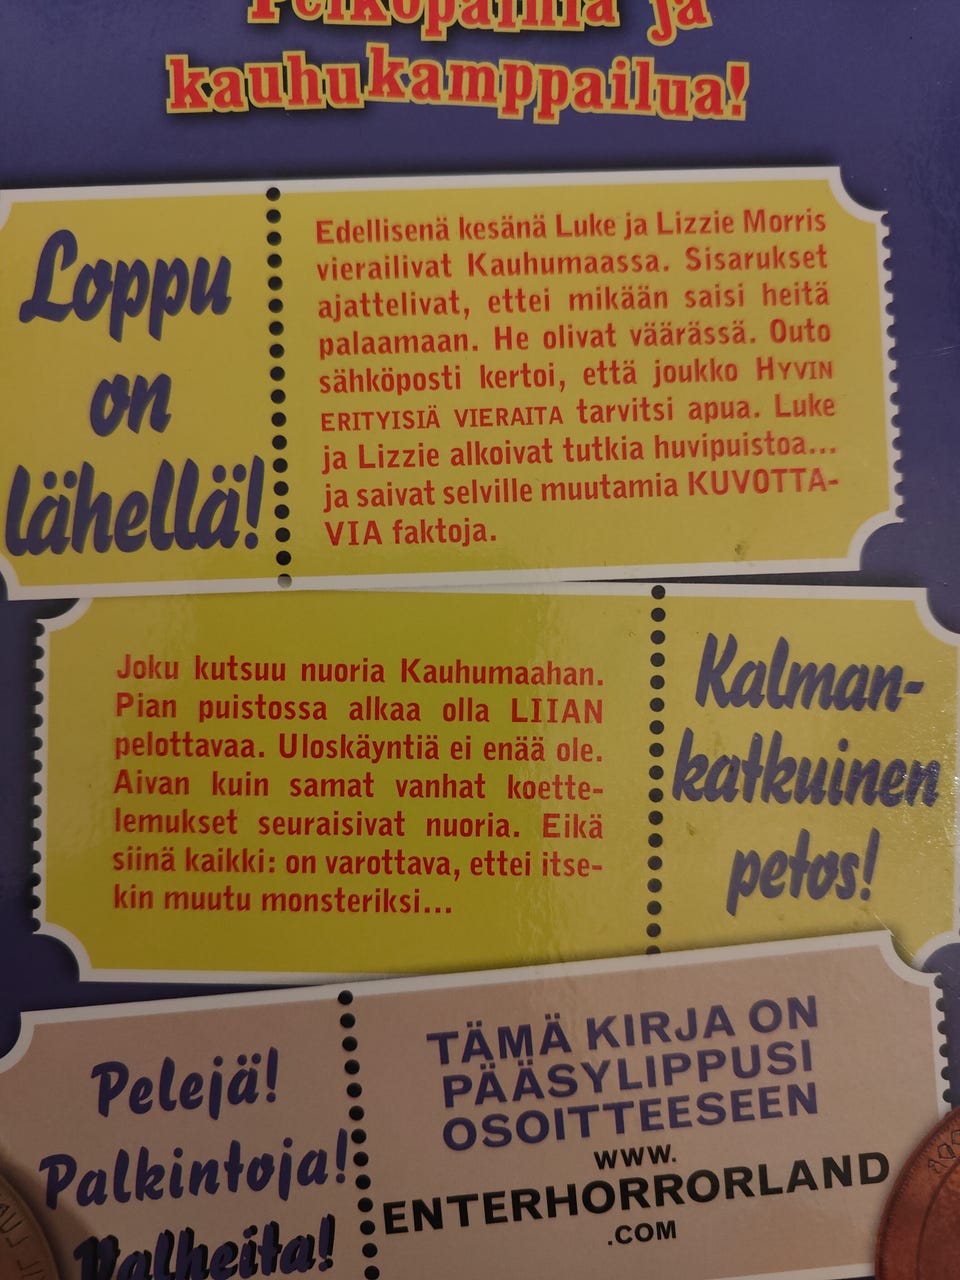 Pelkopainia ja
kauhukamppailua!
Loppu
on
lähellä!
Edellisenä kesänä Luke ja Lizzie Morris
vierailivat Kauhumaassa. Sisarukset
ajattelivat, ettei mikään saisi heitä
palaamaan. He olivat väärässä. Outo
sähköposti kertoi, että joukko HYVIN
ERITYISIÄ VIERAITA tarvitsi apua. Luke
ja Lizzie alkoivat tutkia huvipuistoa...
ja saivat selville muutamia KUVOTTA-
VIA faktoja.
Joku kutsuu nuoria Kauhumaahan.
Pian puistossa alkaa olla LIIAN
pelottavaa. Uloskäyntiä ei enää ole.
Aivan kuin samat vanhat koette-
lemukset seuraisivat nuoria. Eikä
siinä kaikki: on varottava, ettei itse-
kin muutu monsteriksi...
Kalman-
katkuinen
petos!
Pelejä!
Palkintoja!
Valheita!
TÄMÄ KIRJA ON
PÄÄSYLIPPUSI
OSOITTEESEEN
WWW.
ENTERHORRORLAND
.COM